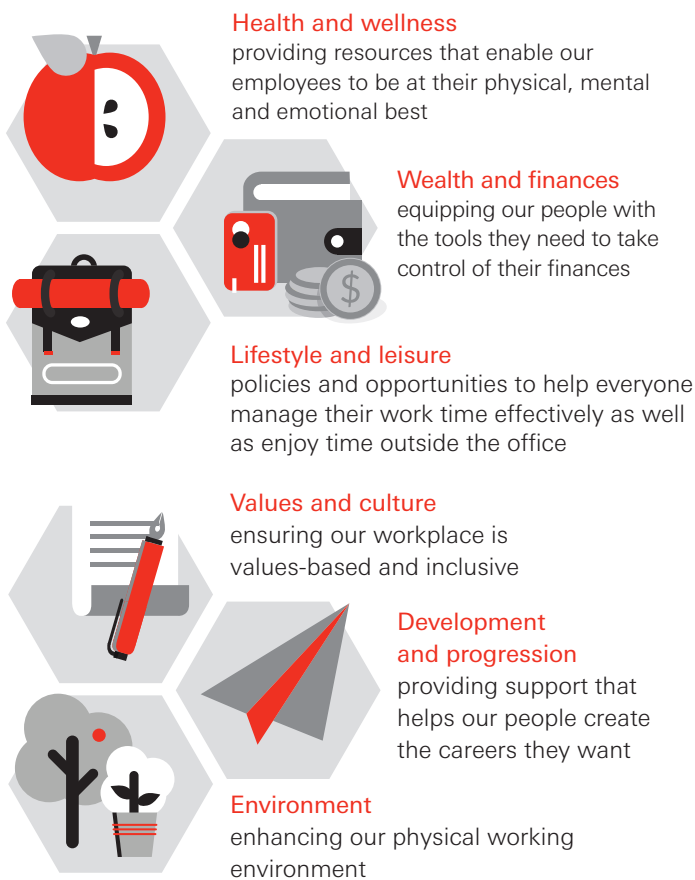 Health and wellness
providing resources that enable our
employees to be at their physical, mental
and emotional best
Wealth and finances
equipping our people with
the tools they need to take
control of their finances
$
Lifestyle and leisure
policies and opportunities to help everyone
manage their work time effectively as well
as enjoy time outside the office
Values and culture
ensuring our workplace is
values-based and inclusive
Development
and progression
providing support that
helps our people create
the careers they want
Environment
enhancing our physical working
environment